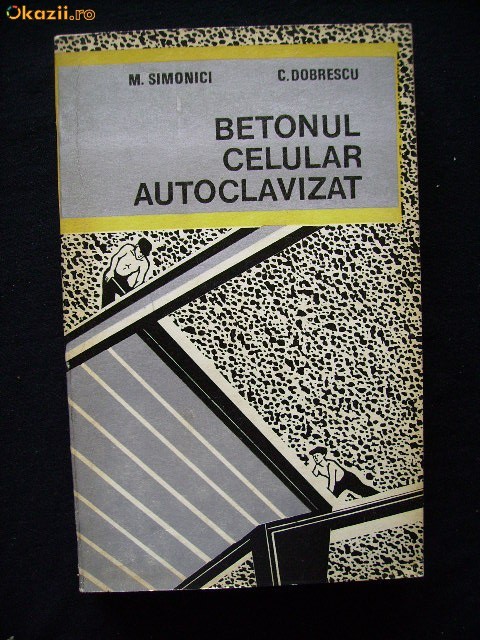 Okazii.ro
M. SIMONICI C. DOBRESCU
BETONUL
CELULAR
AUTOCLAVIZAT